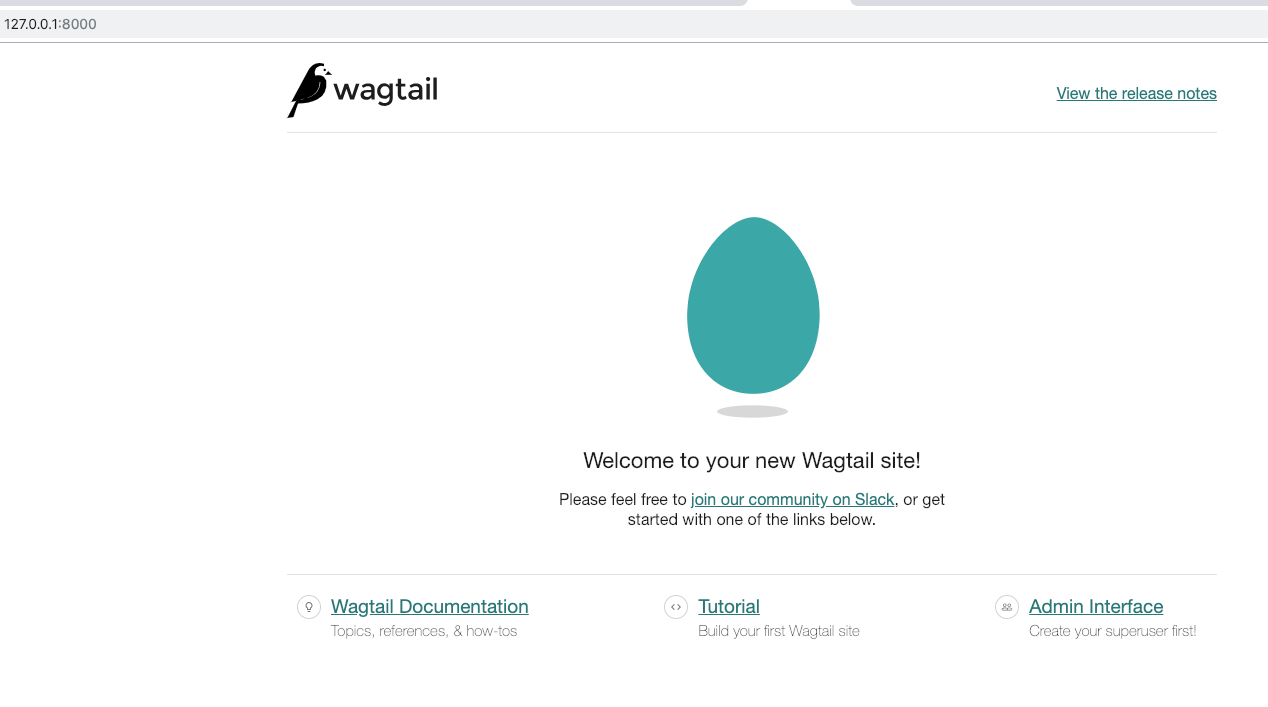 127.0.0.1:8000
wagtail
View the release notes
Welcome to your new Wagtail site!
Please feel free to join our community on Slack, or get
started with one of the links below.
Wagtail Documentation
Topics, references, & how-tos
Tutorial
Build your first Wagtail site
Admin Interface
Create your superuser first!